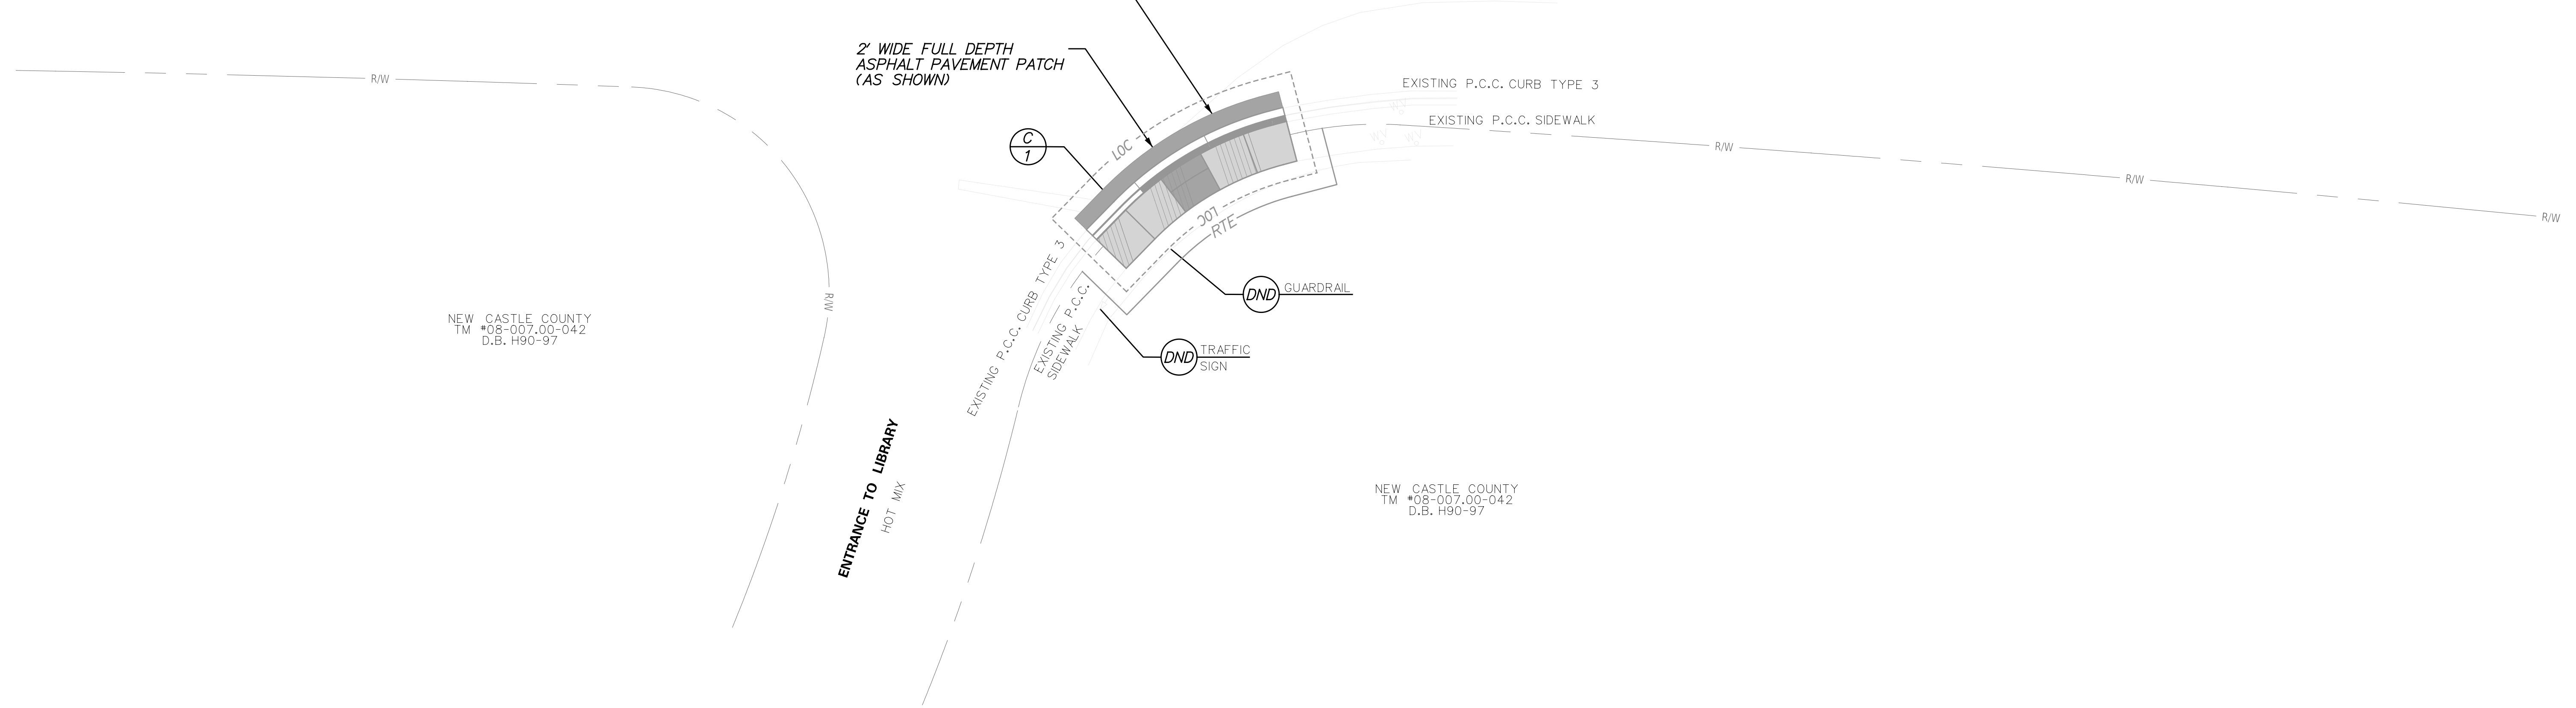 2' WIDE FULL DEPTH
ASPHALT PAVEMENT PATCH
(AS SHOWN)
EXISTING P.C.C. CURB TYPE 3
EXISTING P.C.C. SIDEWALK
R/W
R/W
R/W
R/W
R/W
C
1
LOC
LOC
RTE
DND
GUARDRAIL
DND
TRAFFIC
SIGN
EXISTING P.C.C. CURB TYPE 3
EXISTING P.C.C.
SIDEWALK
NEW CASTLE COUNTY
TM #08-007.00-042
D.B. H90-97
ENTRANCE TO LIBRARY
HOT MIX
NEW CASTLE COUNTY
TM #08-007.00-042
D.B. H90-97